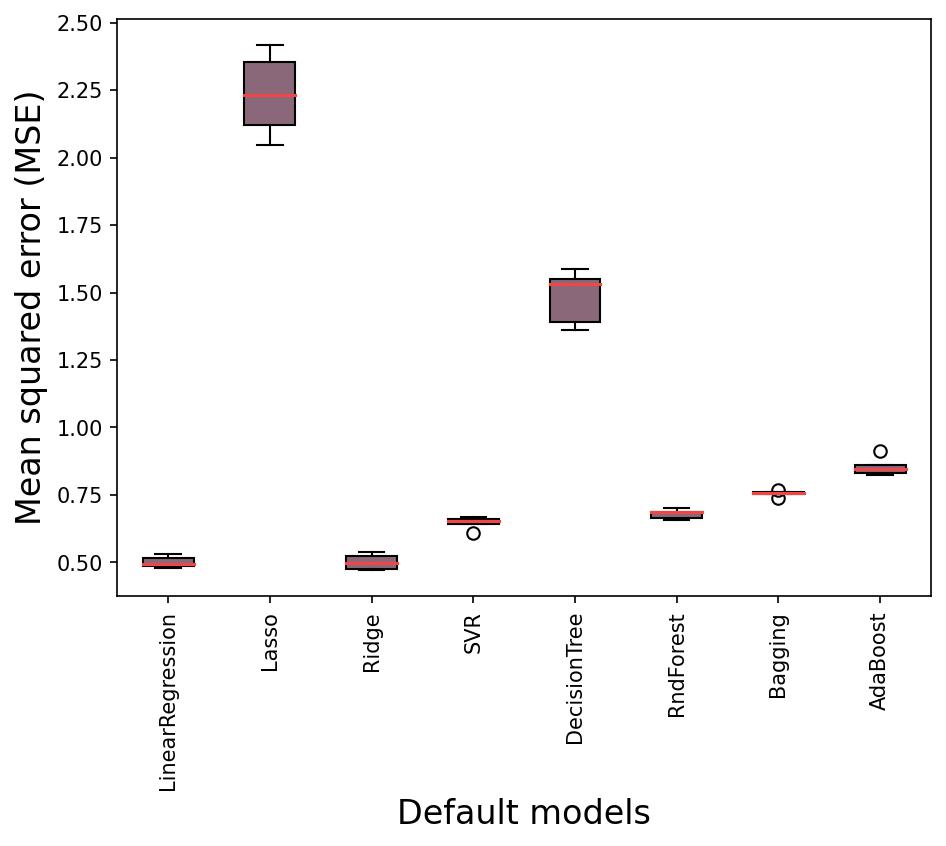 Mean squared error (MSE)
2.50
2.25
2.00
1.75
1.50
1.25
1.00
0.75
0.50
LinearRegression
Lasso
Ridge
SVR
DecisionTree
RndForest
Bagging
AdaBoost
Default models